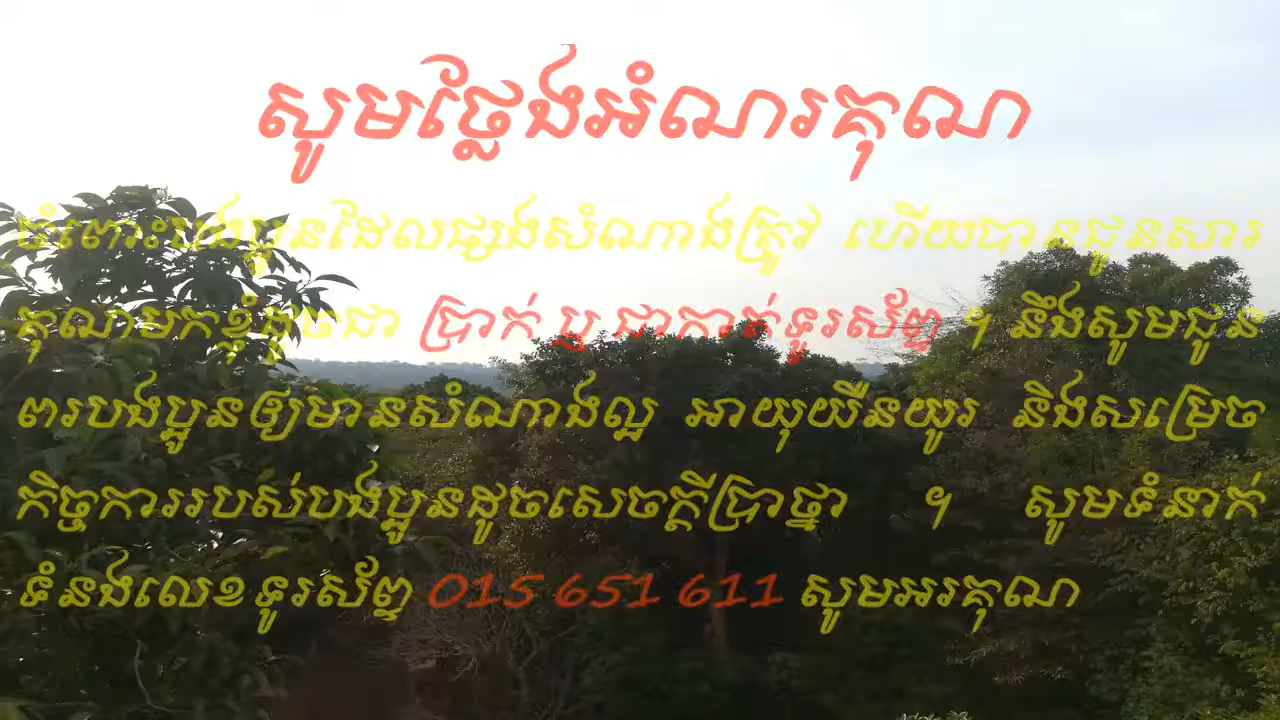 សូមថ្លែងអំណរគុណ
ចំពោះបងប្អូនដែលផ្សងសំណាងត្រូវ ហើយបានជូនសារ
គុណមកខ្ញុំដូចជា ប្រាក់ ឬ ជាកាត់ទូរស័ព្ទ ។ នឹងសូមជូន
ពរបងប្អូនឲ្យមានសំណាងល្អ អាយុយឺនយូរ និងសម្រេច
កិច្ចការរបស់បងប្អូនដូចសេចក្តីប្រាថ្នា ។ សូមទំនាក់
ទំនងលេខទូរស័ព្ទ 015 651 611 សូមអរគុណ